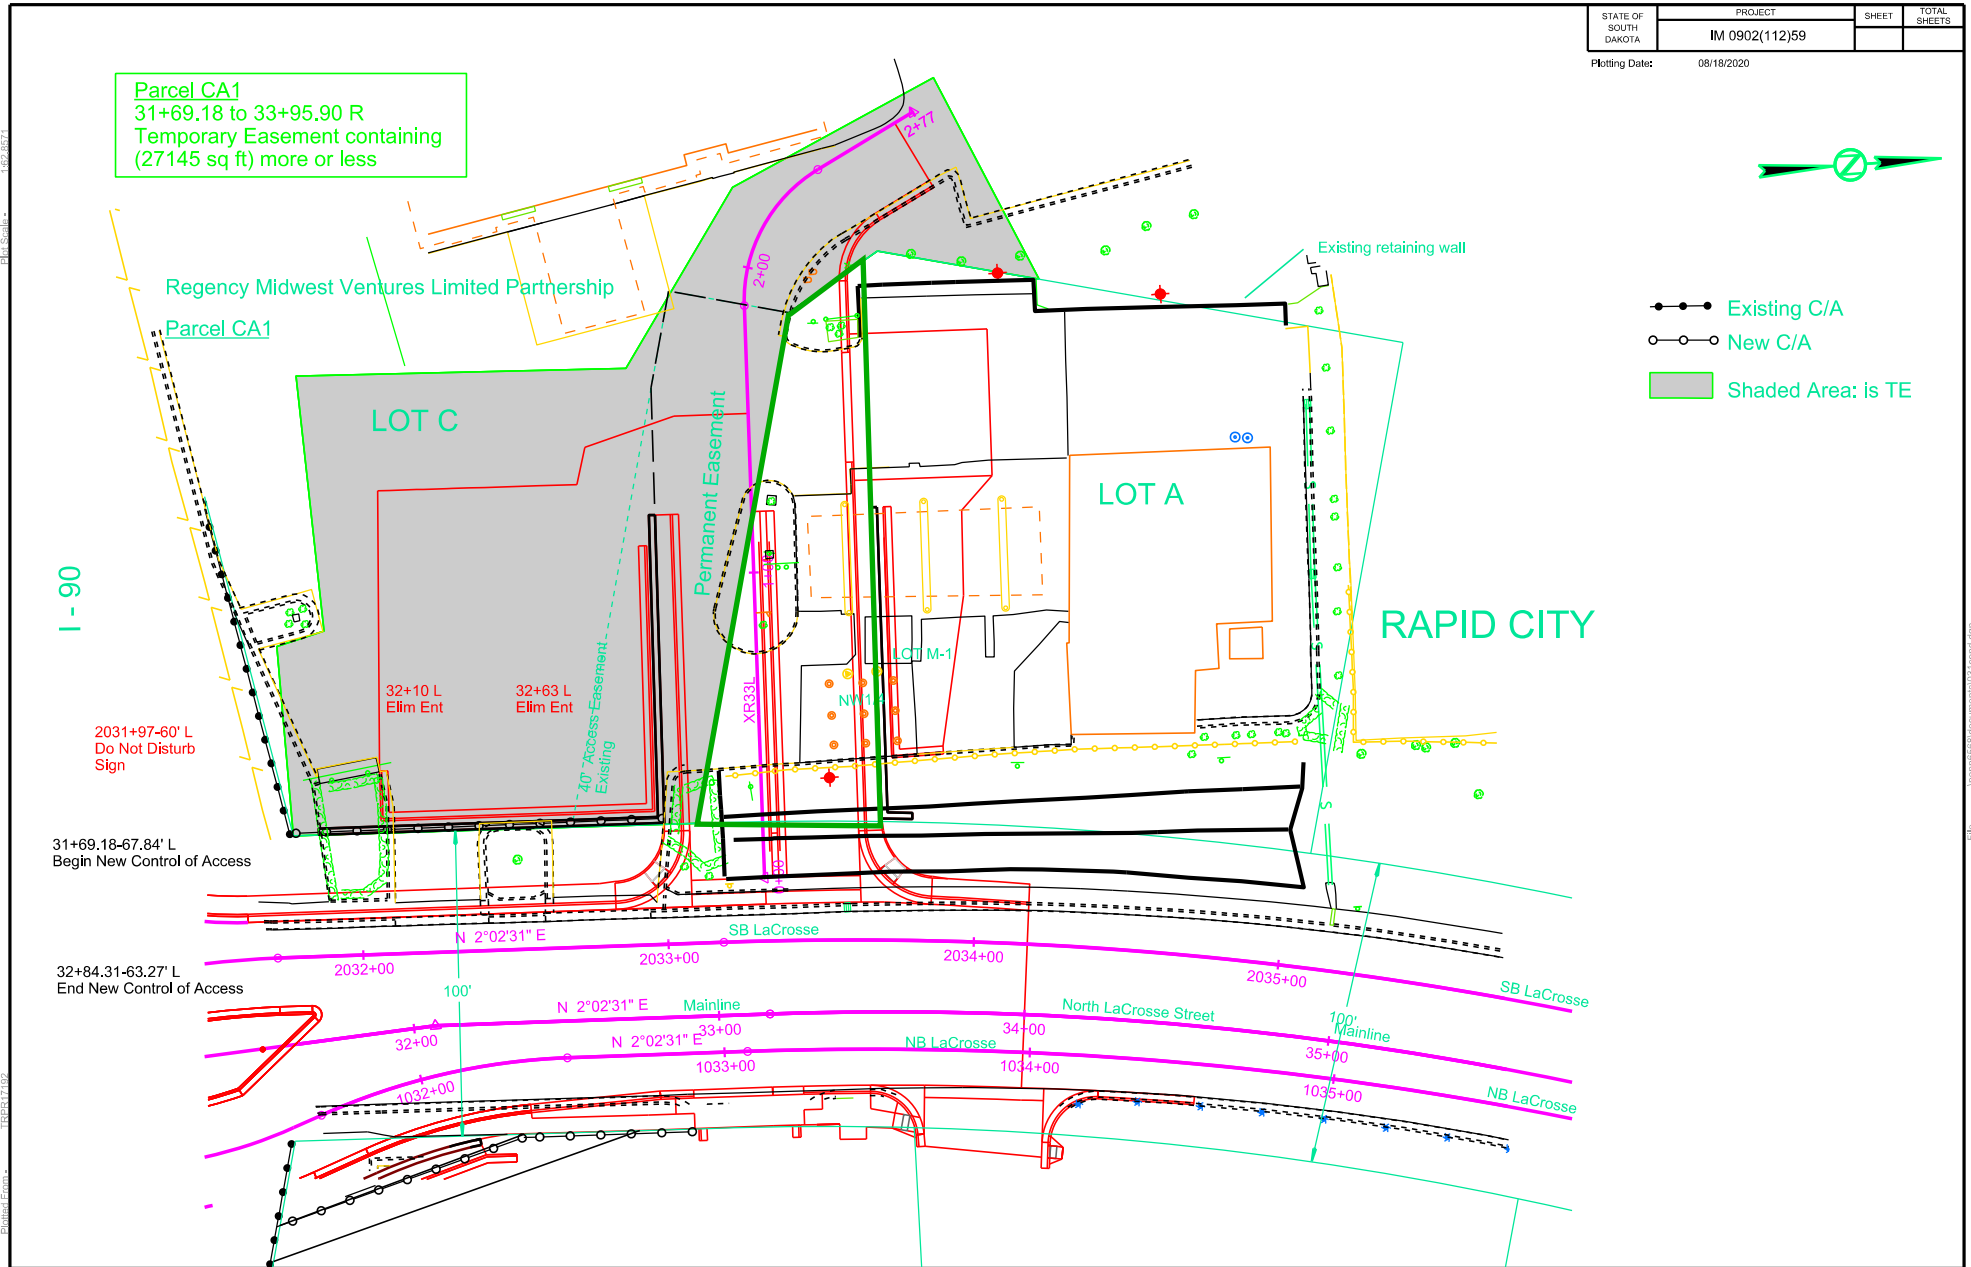 STATE OF
SOUTH
DAKOTA
PROJECT
IM 0902(112)59
SHEET
TOTAL
SHEETS
Plotting Date:
08/18/2020
Parcel CA1
31+69.18 to 33+95.90 R
Temporary Easement containing
(27145 sq ft) more or less
2+77
2+00
Z
Existing retaining wall
Regency Midwest Ventures Limited Partnership
Parcel CA1
Existing C/A
New C/A
Shaded Area: is TE
LOT C
LOT A
Permanent Easement
I - 90
RAPID CITY
LOT M-1
32+10 L
Elim Ent
32+63 L
Elim Ent
40' Access Easement
Existing
XR33L
2031+97-60' L
Do Not Disturb
Sign
S
S
31+69.18-67.84' L
Begin New Control of Access
0+00
N 2°02'31" E
SB LaCrosse
2032+00
2033+00
2034+00
2035+00
SB LaCrosse
32+84.31-63.27' L
End New Control of Access
100'
N 2°02'31" E
Mainline
North LaCrosse Street
100'
Mainline
32+00
33+00
34+00
35+00
N 2°02'31" E
NB LaCrosse
1032+00
1033+00
1034+00
1035+00
NB LaCrosse
Plot Scale -
Plotted From -
TRPR17192